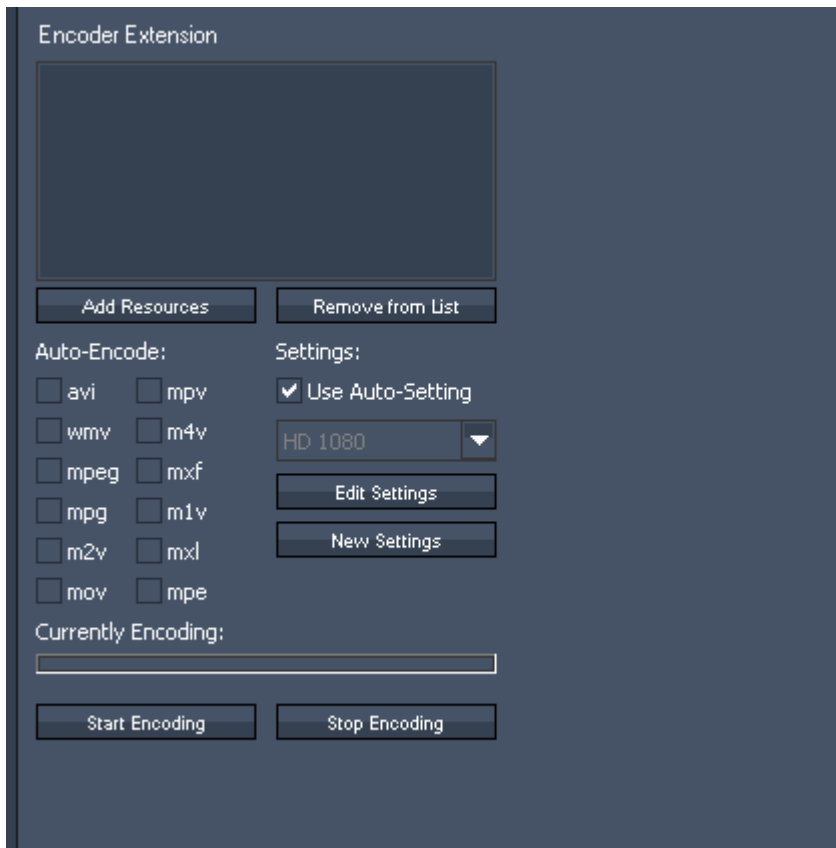 Encoder Extension
Add Resources
Remove from List
Auto-Encode:
Settings:
avi
mpv
Use Auto-Setting
wmv
m4v
HD 1080
mpeg
mxf
Edit Settings
mpg
m1v
New Settings
m2v
mxl
mov
mpe
Currently Encoding:
Start Encoding
Stop Encoding